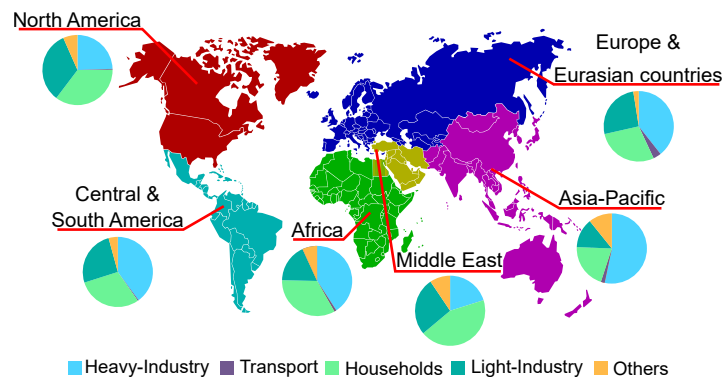 North America
Europe &
Eurasian countries
Central &
South America
Asia-Pacific
Africa
Middle East
Heavy-Industry
Transport
Households
Light-Industry
Others